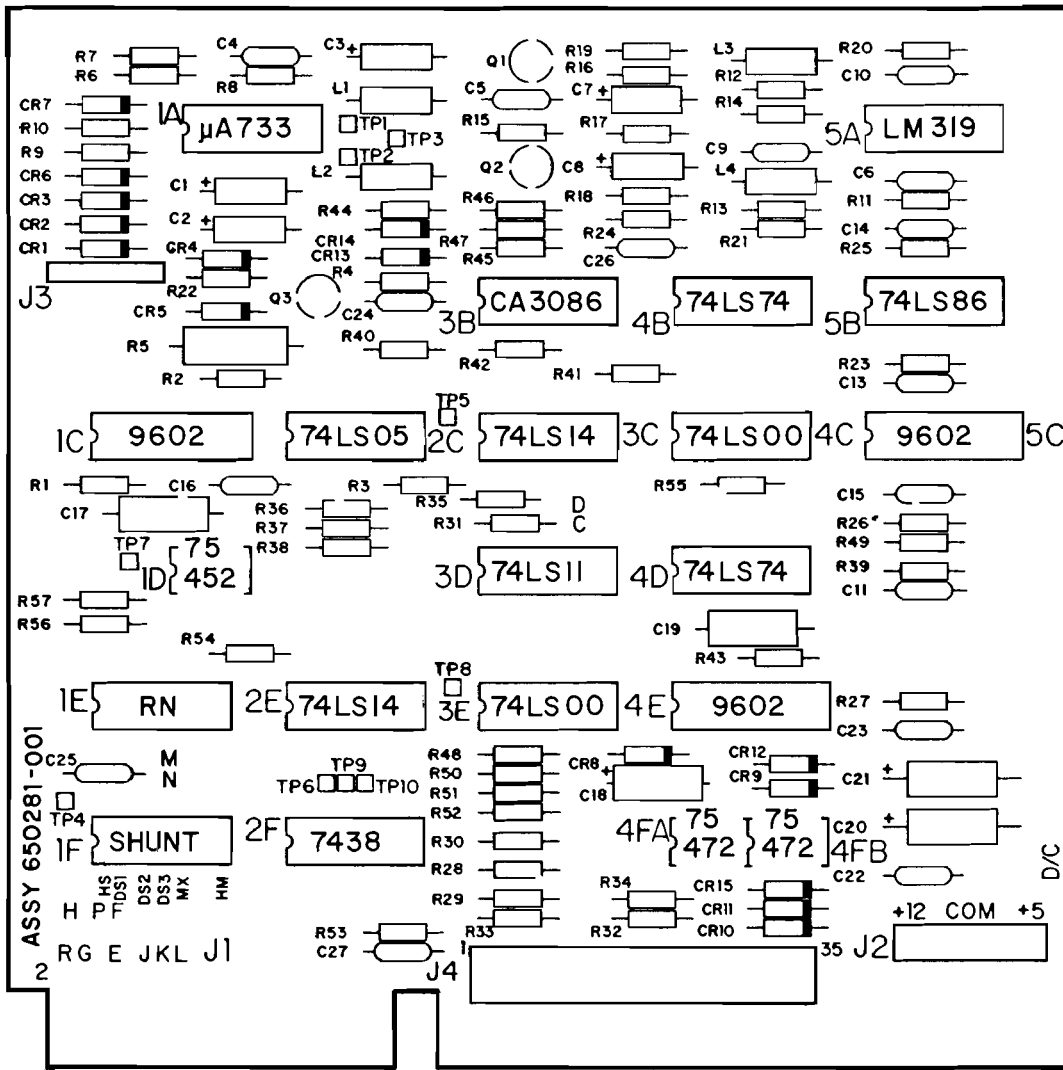 R7 C4 C3 + Q1 R19 L3 R20
R6 R8 R16 R12 C10
CR7 L1 C5 C7 + R14
R10 1A μA733 TP1 R15 R17 5A LM319
R9 TP3 C9
TP2 Q2 C8 +
CR6 L2 L4 C6
CR3 C1 + R18 R11
CR2 C2 + R44 R46 R13 C14
CR1 CR4 CR14 R47 R24 R21 R25
CR13 R45 C26
J3 R22 R4
Q3 3B CA3086 4B 74LS74 5B 74LS86
CR5 C24
R5 R40 R42 R23
R2 R41 C13
TP5
1C 9602 74LS05 2C 74LS14 3C 74LS00 4C 9602 5C
R1 C16 R3 R35 R55 C15
C17 R36 R31 D R26
R37 C R49
R38
TP7 75 R39
1D 452 3D 74LS11 4D 74LS74 C11
R57
R56 C19
R54 R43
TP8
1E RN 2E 74LS14 3E 74LS00 4E 9602 R27
C23
C25 M R48 CR8 CR12
N TP9 R50 + CR9 C21 +
TP6 TP10 R51 C18
TP4 R52
1F SHUNT 2F 7438 R30 4FA 75 75 C20 +
472 472 4FB
R28 C22
HS DS1 DS2 DS3 MX HM
H P F R29 R34 CR15
R33 R32 CR11
R53 CR10 +12 COM +5
D/C
RG E JKL J1 C27 J4 1 35 J2
2 ASSY 650281-001